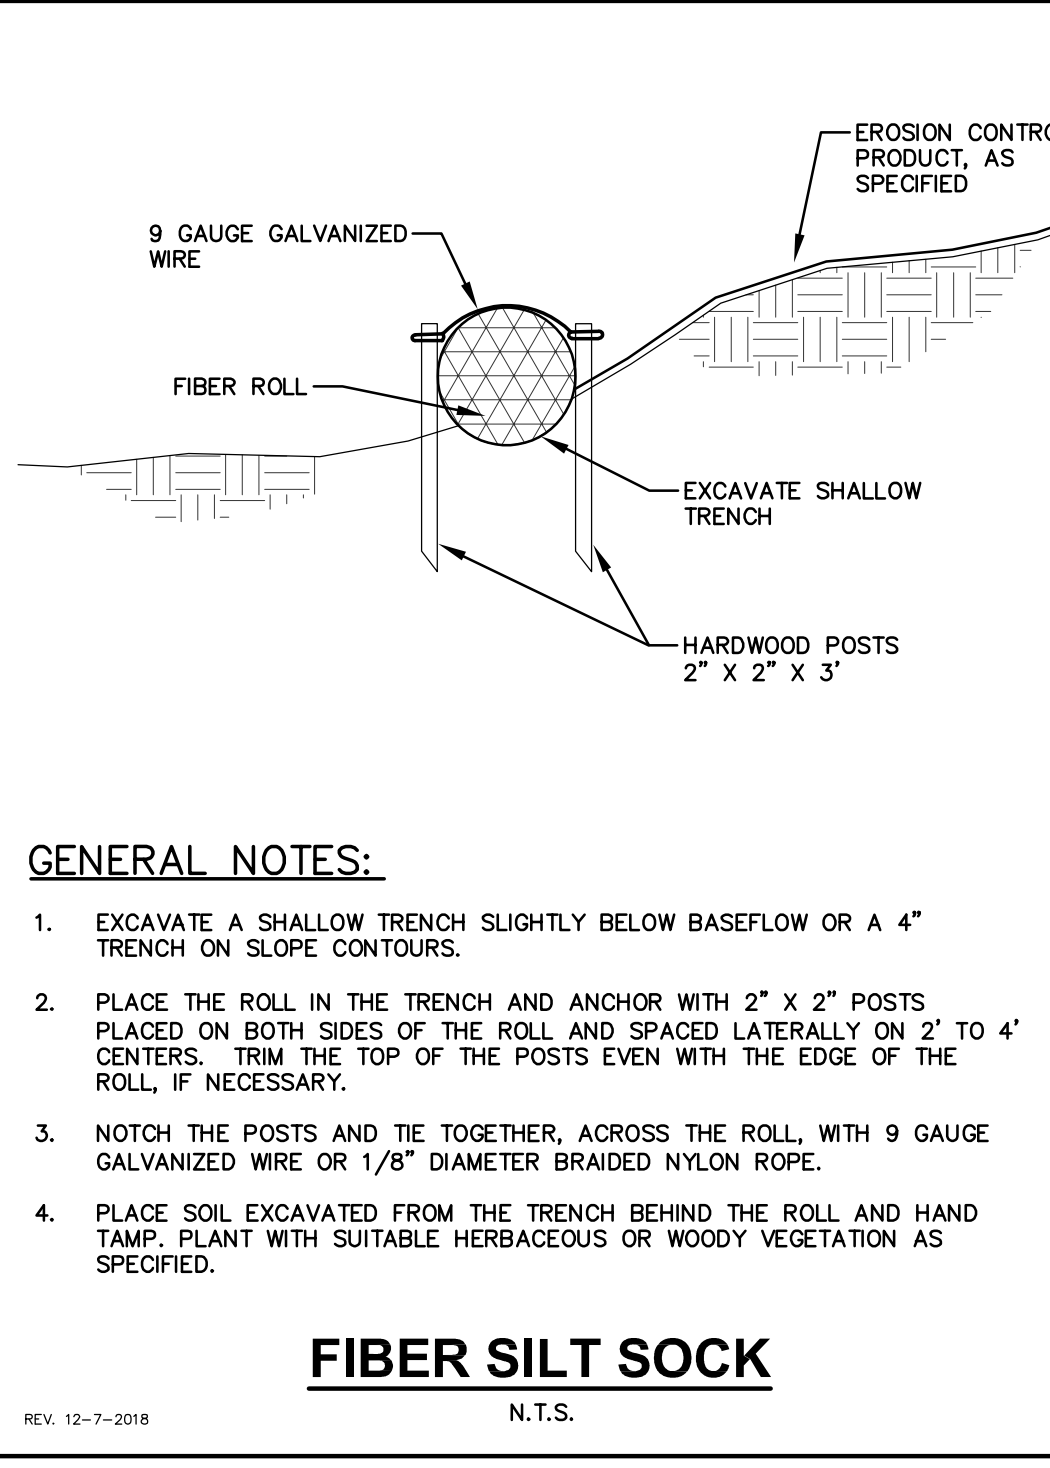 EROSION CONTRO
PRODUCT, AS
SPECIFIED
9 GAUGE GALVANIZED
WIRE
FIBER ROLL
EXCAVATE SHALLOW
TRENCH
HARDWOOD POSTS
2" X 2" X 3'
GENERAL NOTES:
1. EXCAVATE A SHALLOW TRENCH SLIGHTLY BELOW BASEFLOW OR A 4"
TRENCH ON SLOPE CONTOURS.
2. PLACE THE ROLL IN THE TRENCH AND ANCHOR WITH 2" X 2" POSTS
PLACED ON BOTH SIDES OF THE ROLL AND SPACED LATERALLY ON 2' TO 4'
CENTERS. TRIM THE TOP OF THE POSTS EVEN WITH THE EDGE OF THE
ROLL, IF NECESSARY.
3. NOTCH THE POSTS AND TIE TOGETHER, ACROSS THE ROLL, WITH 9 GAUGE
GALVANIZED WIRE OR 1/8" DIAMETER BRAIDED NYLON ROPE.
4. PLACE SOIL EXCAVATED FROM THE TRENCH BEHIND THE ROLL AND HAND
TAMP. PLANT WITH SUITABLE HERBACEOUS OR WOODY VEGETATION AS
SPECIFIED.
FIBER SILT SOCK
N.T.S.
REV. 12-7-2018